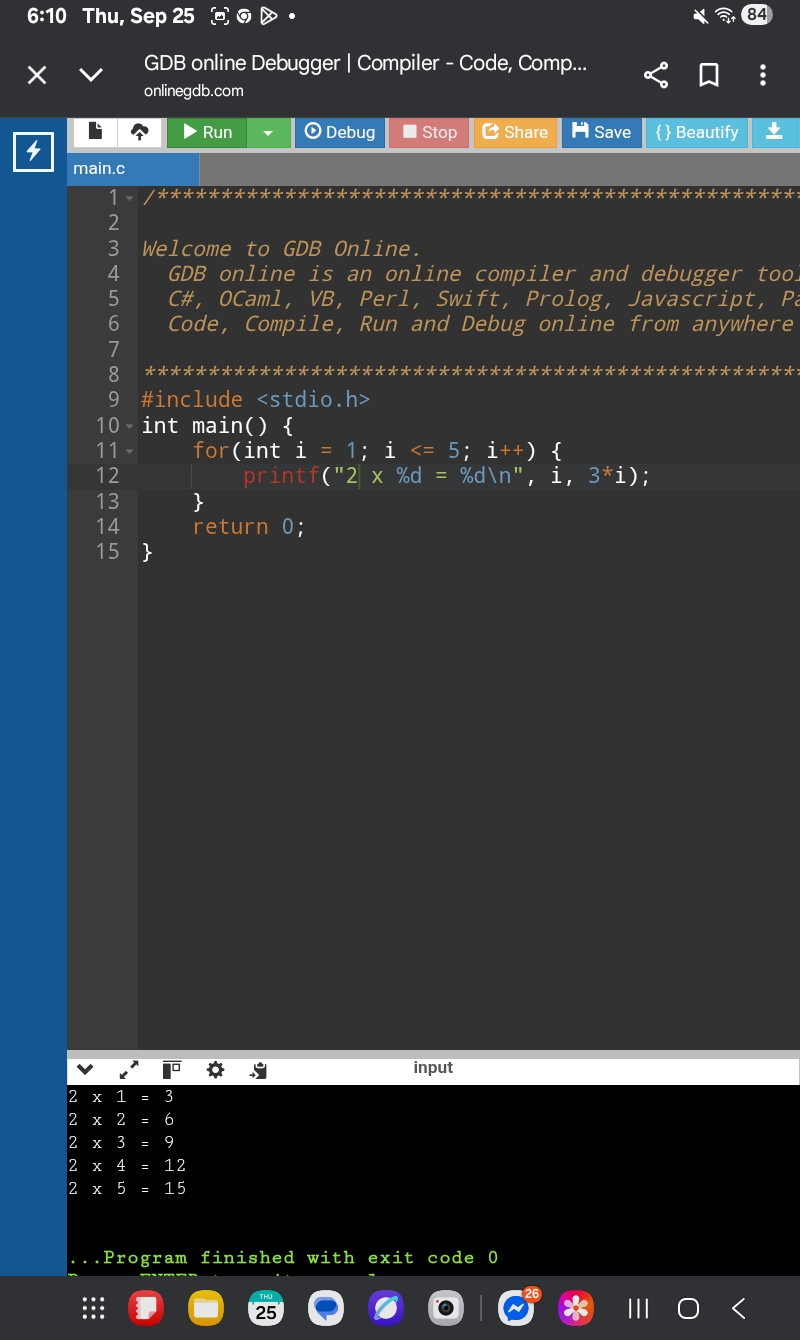 6:10 Thu, Sep 25
84
GDB online Debugger | Compiler - Code, Comp...
onlinegdb.com
Run Debug Stop Share Save {} Beautify
main.c
1 /***************************************************
2
3 Welcome to GDB Online.
4 GDB online is an online compiler and debugger tool
5 C#, OCaml, VB, Perl, Swift, Prolog, Javascript, Pa
6 Code, Compile, Run and Debug online from anywhere
7
8 ****************************************************
9 #include <stdio.h>
10 int main() {
11 for(int i = 1; i <= 5; i++) {
12 printf("2 x %d = %d\n", i, 3*i);
13 }
14 return 0;
15 }
input
2 x 1 = 3
2 x 2 = 6
2 x 3 = 9
2 x 4 = 12
2 x 5 = 15
...Program finished with exit code 0
THU
25
26